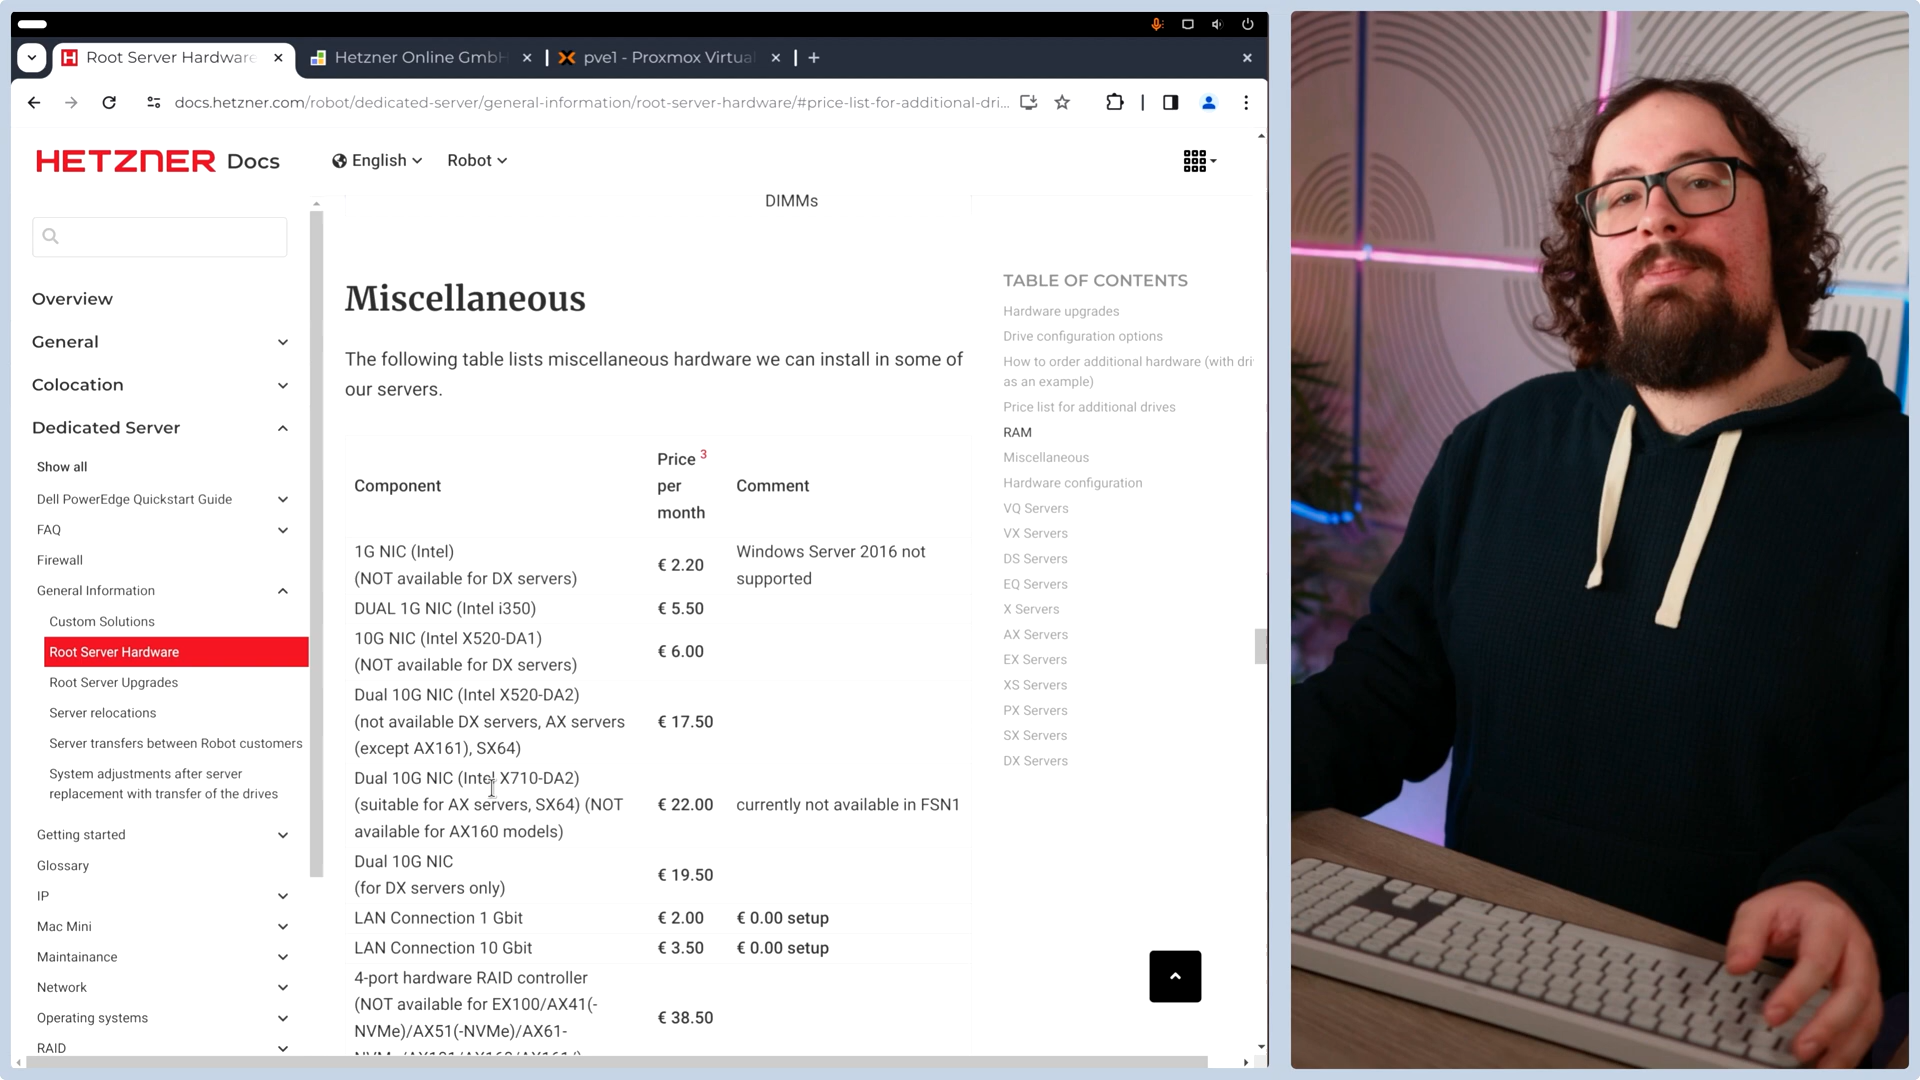 Root Server Hardware
Hetzner Online GmbH
pve1 - Proxmox Virtua
docs.hetzner.com/robot/dedicated-server/general-information/root-server-hardware/#price-list-for-additional-dri...
HETZNER Docs
English
Robot
Overview
General
Colocation
Dedicated Server
Show all
Dell PowerEdge Quickstart Guide
FAQ
Firewall
General Information
Custom Solutions
Root Server Hardware
Root Server Upgrades
Server relocations
Server transfers between Robot customers
System adjustments after server
replacement with transfer of the drives
Getting started
Glossary
IP
Mac Mini
Maintainance
Network
Operating systems
RAID
DIMMs
Miscellaneous
The following table lists miscellaneous hardware we can install in some of
our servers.
Component
Price 3
per
month
Comment
1G NIC (Intel)
(NOT available for DX servers)
€ 2.20
Windows Server 2016 not
supported
DUAL 1G NIC (Intel i350)
€ 5.50
10G NIC (Intel X520-DA1)
(NOT available for DX servers)
€ 6.00
Dual 10G NIC (Intel X520-DA2)
(not available DX servers, AX servers
(except AX161), SX64)
€ 17.50
Dual 10G NIC (Intel X710-DA2)
(suitable for AX servers, SX64) (NOT
available for AX160 models)
€ 22.00
currently not available in FSN1
Dual 10G NIC
(for DX servers only)
€ 19.50
LAN Connection 1 Gbit
€ 2.00
€ 0.00 setup
LAN Connection 10 Gbit
€ 3.50
€ 0.00 setup
4-port hardware RAID controller
(NOT available for EX100/AX41(-
NVMe)/AX51(-NVMe)/AX61-
€ 38.50
TABLE OF CONTENTS
Hardware upgrades
Drive configuration options
How to order additional hardware (with dri
as an example)
Price list for additional drives
RAM
Miscellaneous
Hardware configuration
VQ Servers
VX Servers
DS Servers
EQ Servers
X Servers
AX Servers
EX Servers
XS Servers
PX Servers
SX Servers
DX Servers